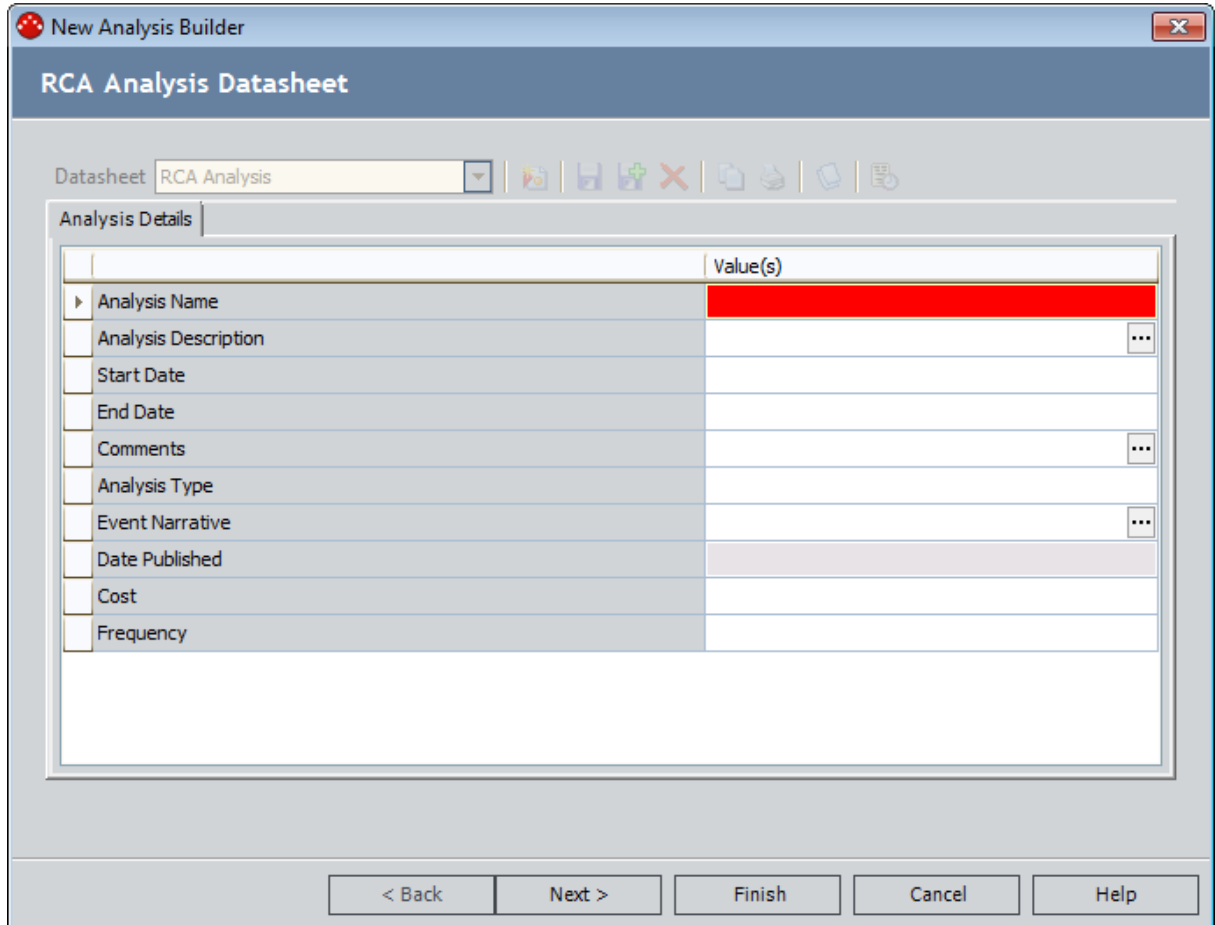 New Analysis Builder
RCA Analysis Datasheet
Datasheet RCA Analysis
Analysis Details
Value(s)
Analysis Name
Analysis Description ...
Start Date
End Date
Comments ...
Analysis Type
Event Narrative ...
Date Published
Cost
Frequency
< Back Next > Finish Cancel Help